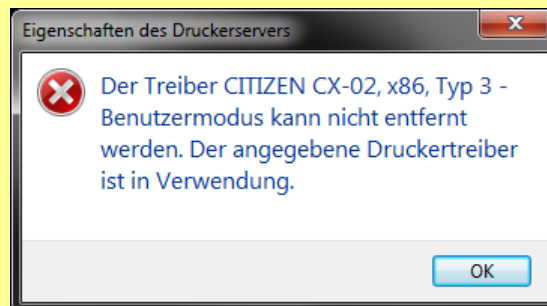 Eigenschaften des Druckerservers
Der Treiber CITIZEN CX-02, x86, Typ 3 -
Benutzermodus kann nicht entfernt
werden. Der angegebene Druckertreiber
ist in Verwendung.
OK